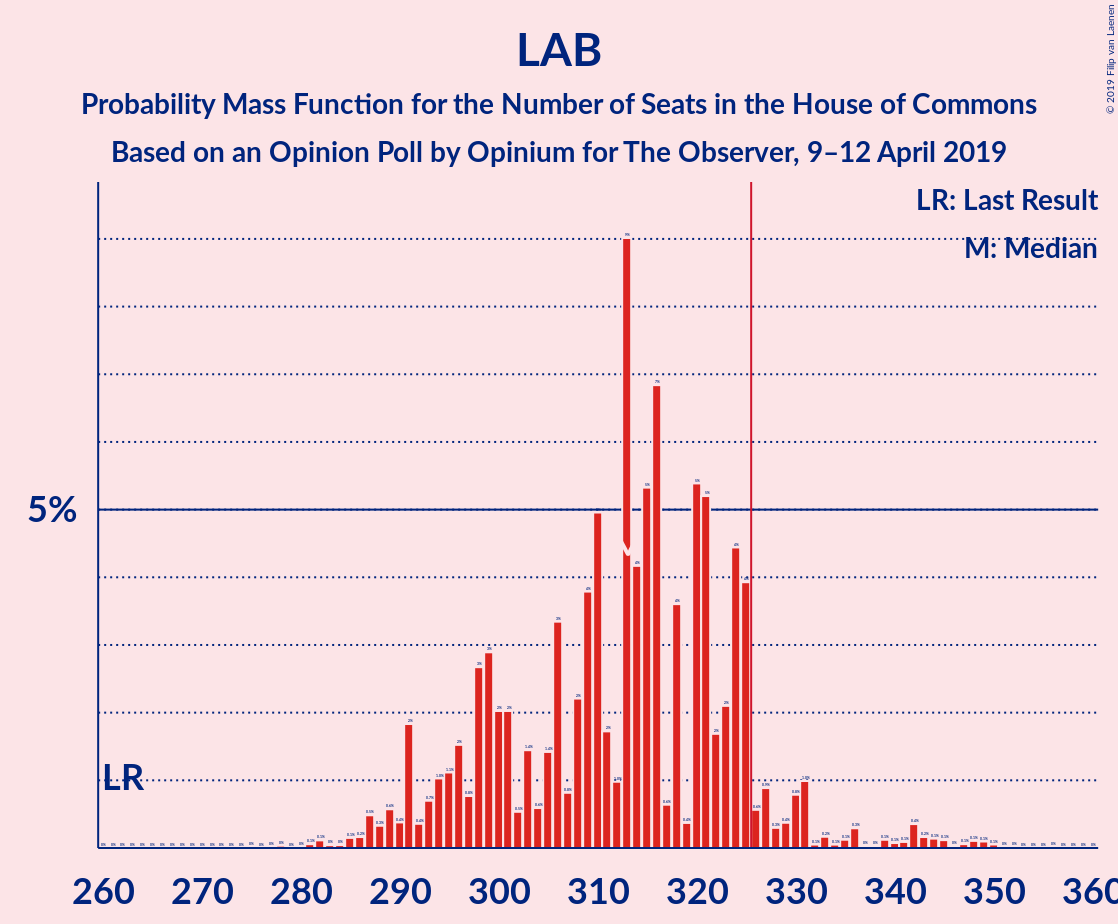 LAB
Probability Mass Function for the Number of Seats in the House of Commons
Based on an Opinion Poll by Opinium for The Observer, 9–12 April 2019
© 2019 Filip van Laenen
LR: Last Result
M: Median
5%
LR
M
260 270 280 290 300 310 320 330 340 350 360